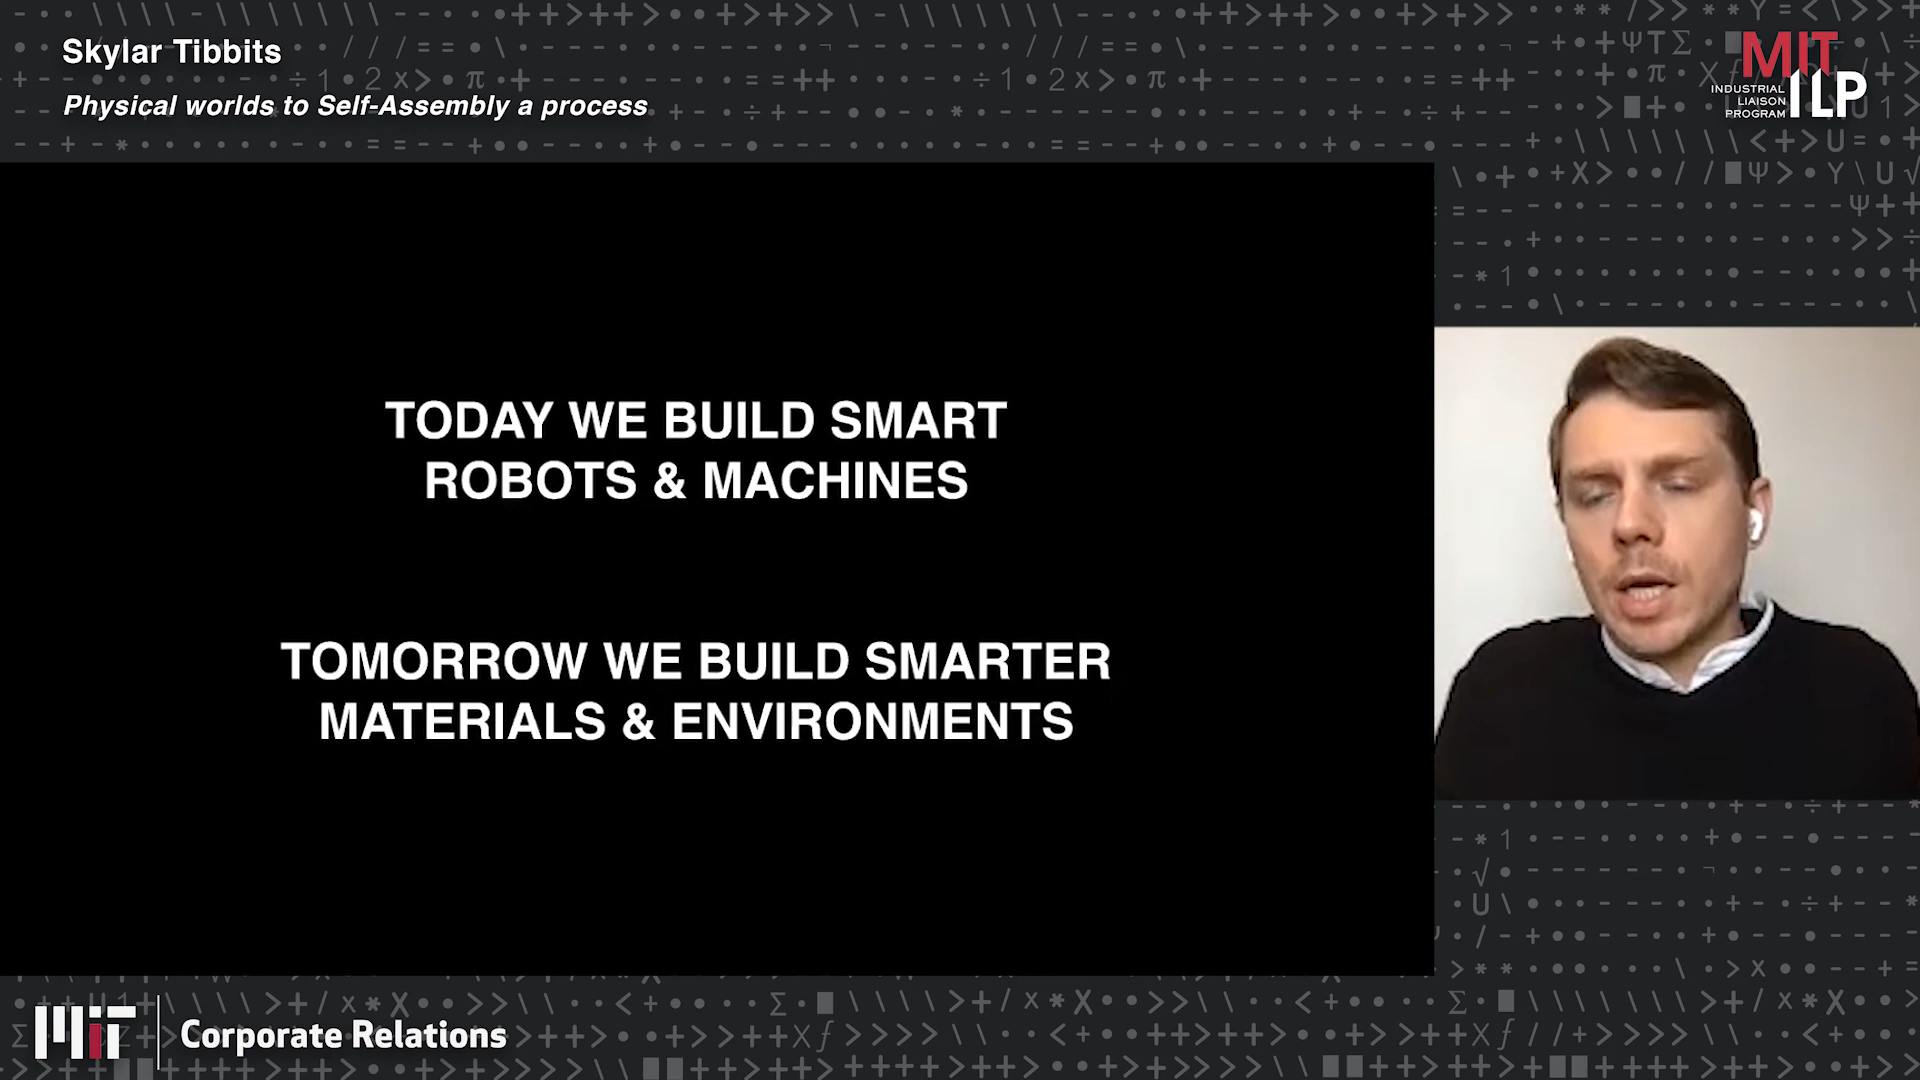 Skylar Tibbits
Physical worlds to Self-Assembly a process
MIT
INDUSTRIAL
LIAISON
PROGRAM
ILP
TODAY WE BUILD SMART
ROBOTS & MACHINES
TOMORROW WE BUILD SMARTER
MATERIALS & ENVIRONMENTS
MIT
Corporate Relations